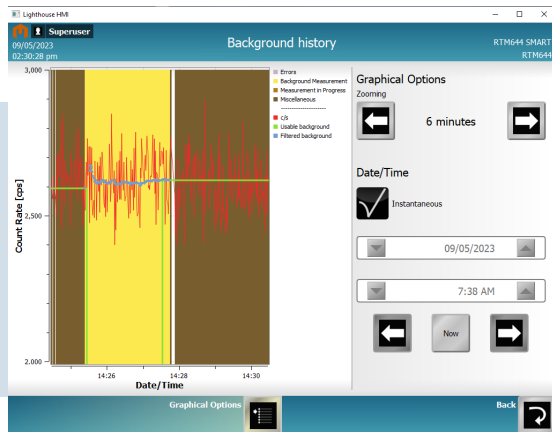 Lighthouse HMI
Superuser
09/05/2023
02:30:28 pm
Background history
RTM644 SMART
RTM644
3,000
2,500
2.000
Count Rate [cps]
14:26
14:28
14:30
Date/Time
Errors
Background Measurement
Measurement in Progress
Miscellaneous
--------------------
c/s
Usable background
Filtered background
Graphical Options
Zooming
6 minutes
Date/Time
Instantaneous
09/05/2023
7:38 AM
Now
Graphical Options
Back